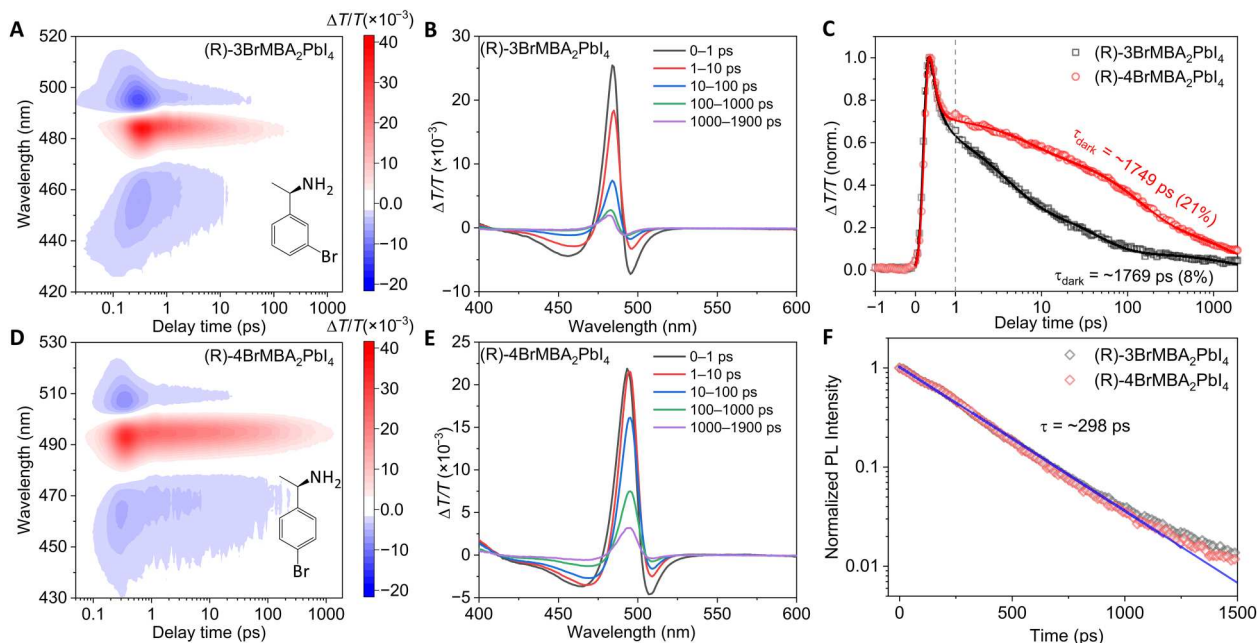 A
(R)-3BrMBA₂PbI₄
Wavelength (nm)
520
500
480
460
440
420
0.1
1
10
100
1000
Delay time (ps)
NH₂
Br
ΔT/T(×10⁻³)
40
30
20
10
0
−10
−20
B
(R)-3BrMBA₂PbI₄
ΔT/T (×10⁻³)
30
20
10
0
−10
400
450
500
550
600
Wavelength (nm)
0–1 ps
1–10 ps
10–100 ps
100–1000 ps
1000–1900 ps
C
(R)-3BrMBA₂PbI₄
(R)-4BrMBA₂PbI₄
ΔT/T (norm.)
1.0
0.8
0.6
0.4
0.2
0.0
τdark = ~1749 ps (21%)
τdark = ~1769 ps (8%)
−1
0
1
10
100
1000
Delay time (ps)
D
(R)-4BrMBA₂PbI₄
Wavelength (nm)
530
510
490
470
450
430
0.1
1
10
100
1000
Delay time (ps)
NH₂
Br
ΔT/T(×10⁻³)
40
30
20
10
0
−10
−20
E
(R)-4BrMBA₂PbI₄
ΔT/T (×10⁻³)
25
20
15
10
5
0
−5
400
450
500
550
600
Wavelength (nm)
0–1 ps
1–10 ps
10–100 ps
100–1000 ps
1000–1900 ps
F
(R)-3BrMBA₂PbI₄
(R)-4BrMBA₂PbI₄
Normalized PL Intensity
1
0.1
0.01
τ = ~298 ps
0
500
750
1000
1250
1500
Time (ps)